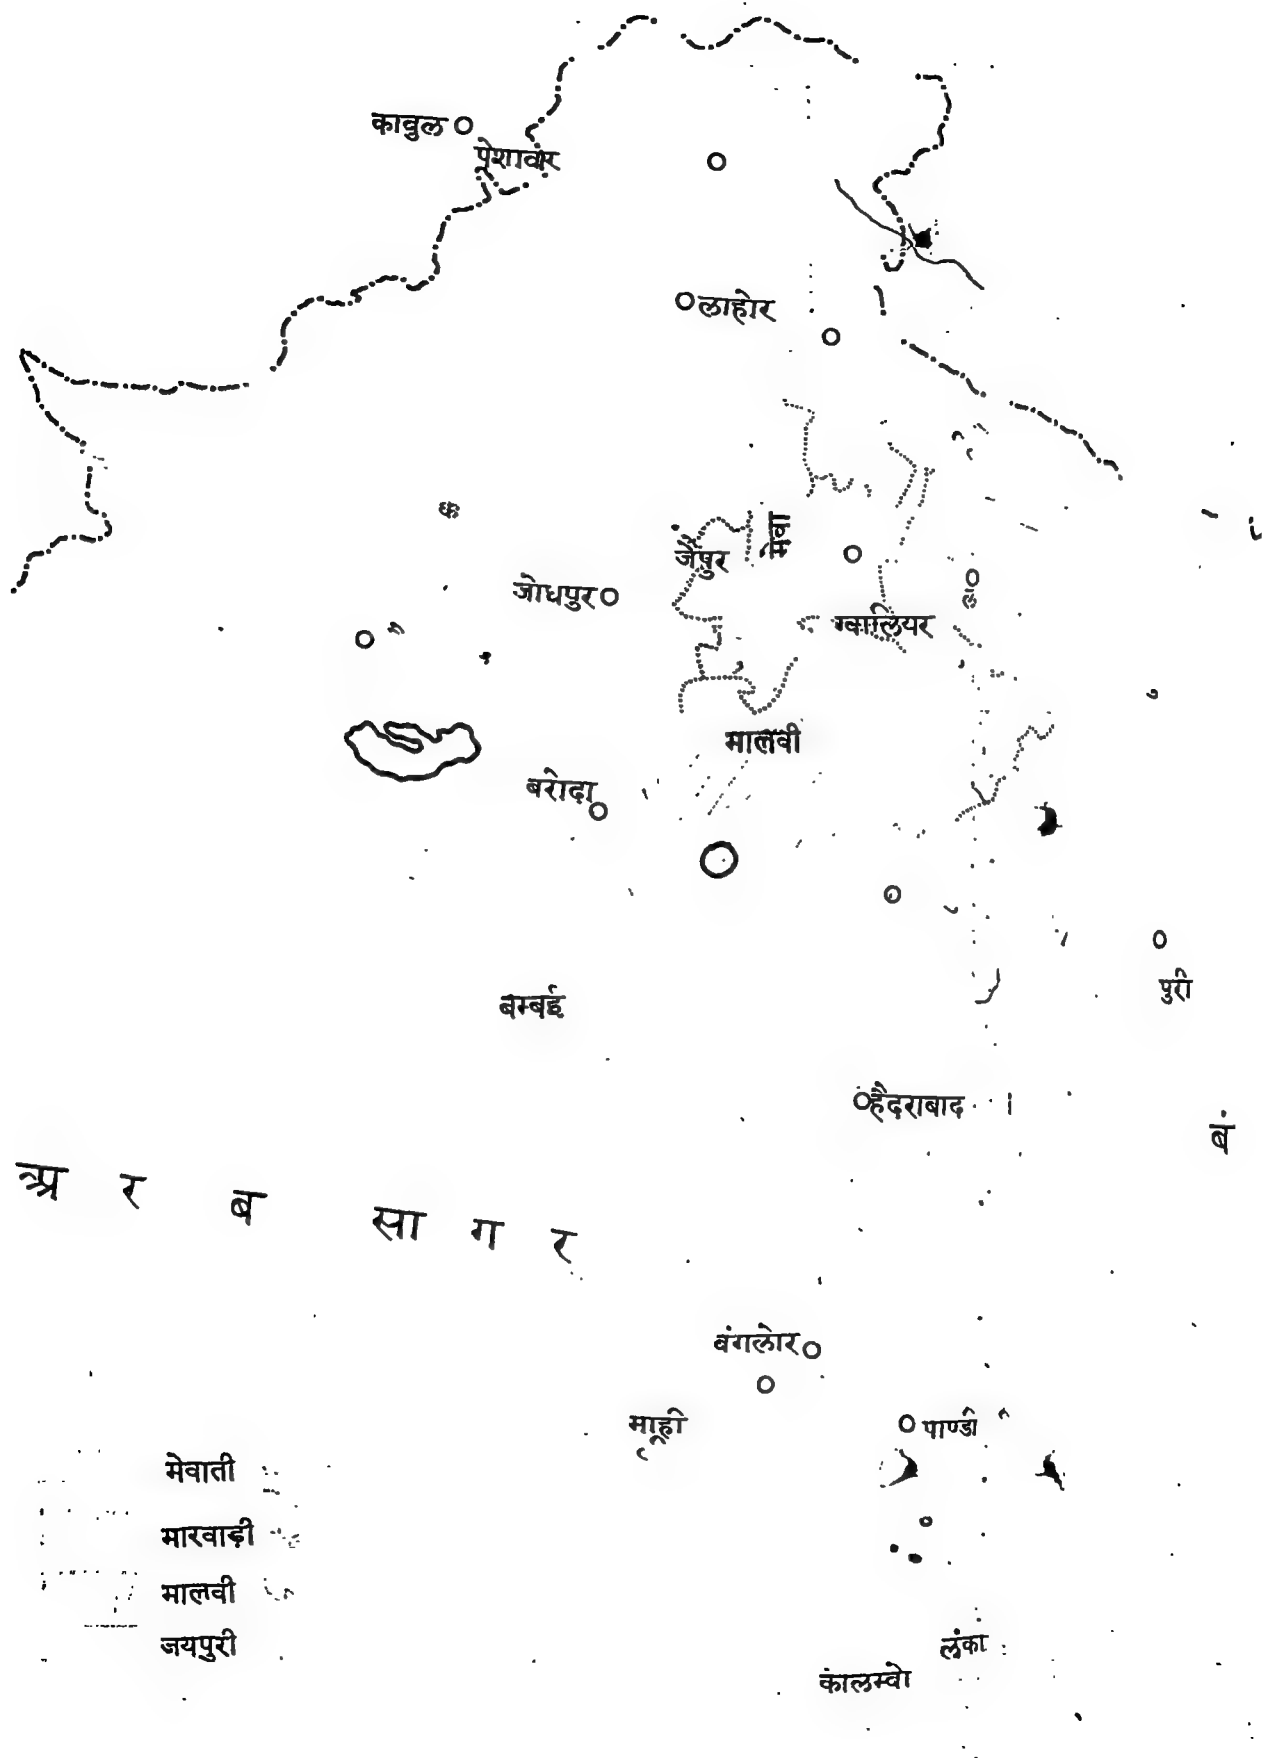 काबुल
पेशावर
लाहोर
जैपुर
मेवा
जोधपुर
ग्वालियर
मालवी
बरोदा
पुरी
बम्बई
हैदराबाद
बं
अ र ब सा ग र
बंगलोर
माही
पाण्डी
मेवाती
मारवाड़ी
मालवी
जयपुरी
लंका
कालम्बो